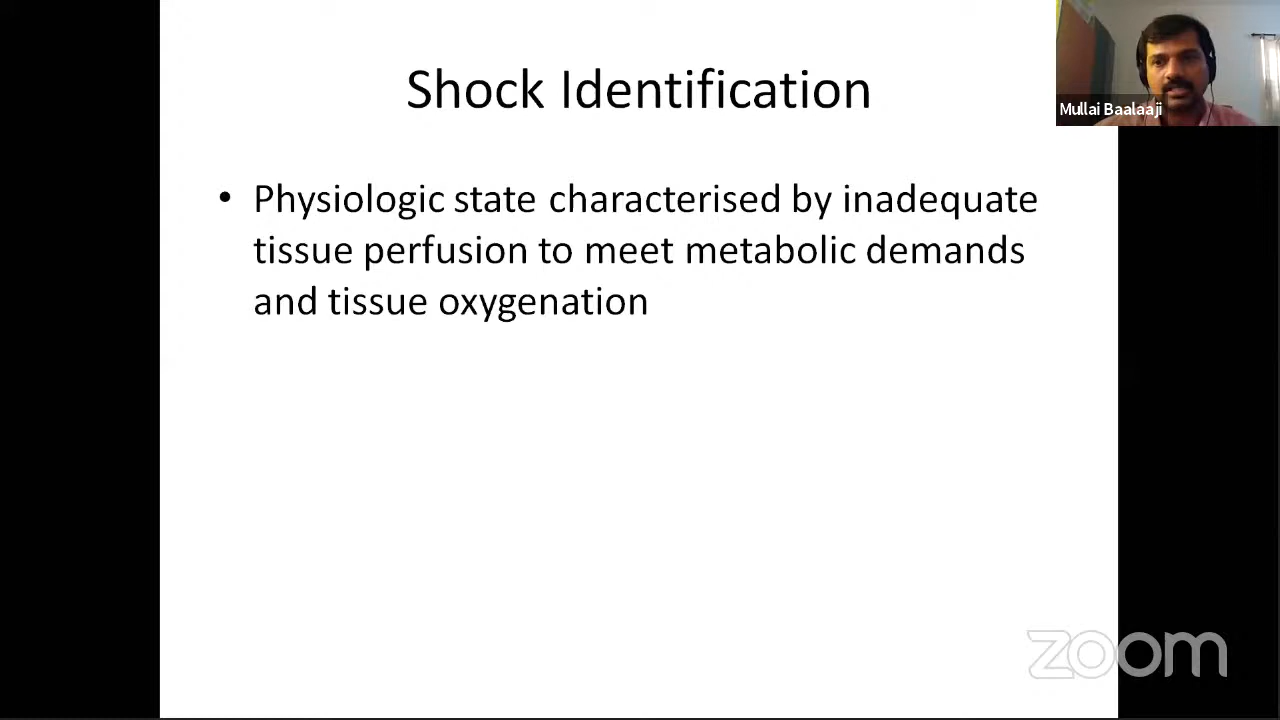 Shock Identification
Mullai Baalaaji
• Physiologic state characterised by inadequate
tissue perfusion to meet metabolic demands
and tissue oxygenation
zoom